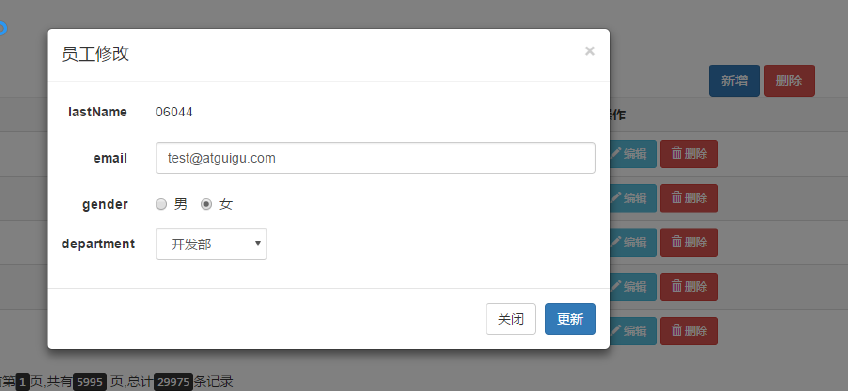 员工修改 ×
新增 删除
lastName 06044
作
email test@atguigu.com
编辑 删除
gender 男 女
编辑 删除
department 开发部
编辑 删除
编辑 删除
关闭 更新
编辑 删除
第1页,共有5995 页,总计29975条记录